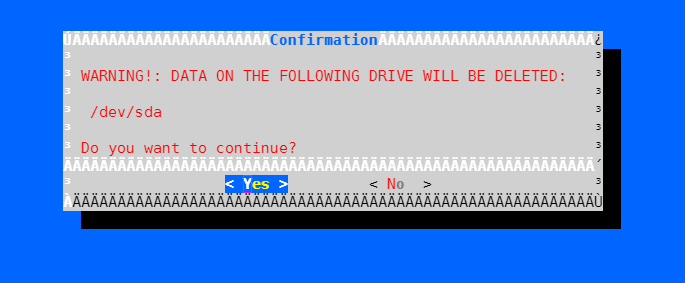 Confirmation
WARNING!: DATA ON THE FOLLOWING DRIVE WILL BE DELETED:
/dev/sda
Do you want to continue?
< Yes > < No >